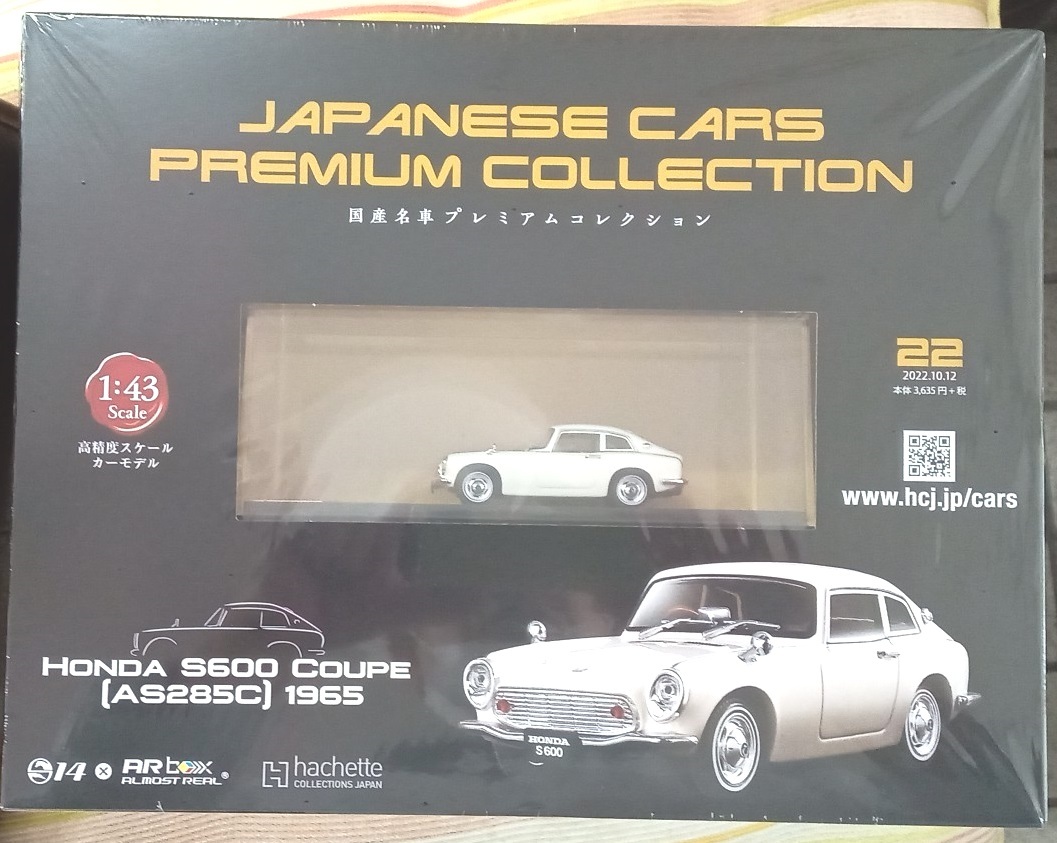 JAPANESE CARS
PREMIUM COLLECTION
国産名車プレミアムコレクション
1:43
Scale
高精度スケール
カーモデル
22
2022.10.12
本体 3,635円+税
www.hcj.jp/cars
HONDA S600 COUPE
(AS285C) 1965
HONDA
S600
14 × ARbox
ALMOST REAL®
hachette
COLLECTIONS JAPAN